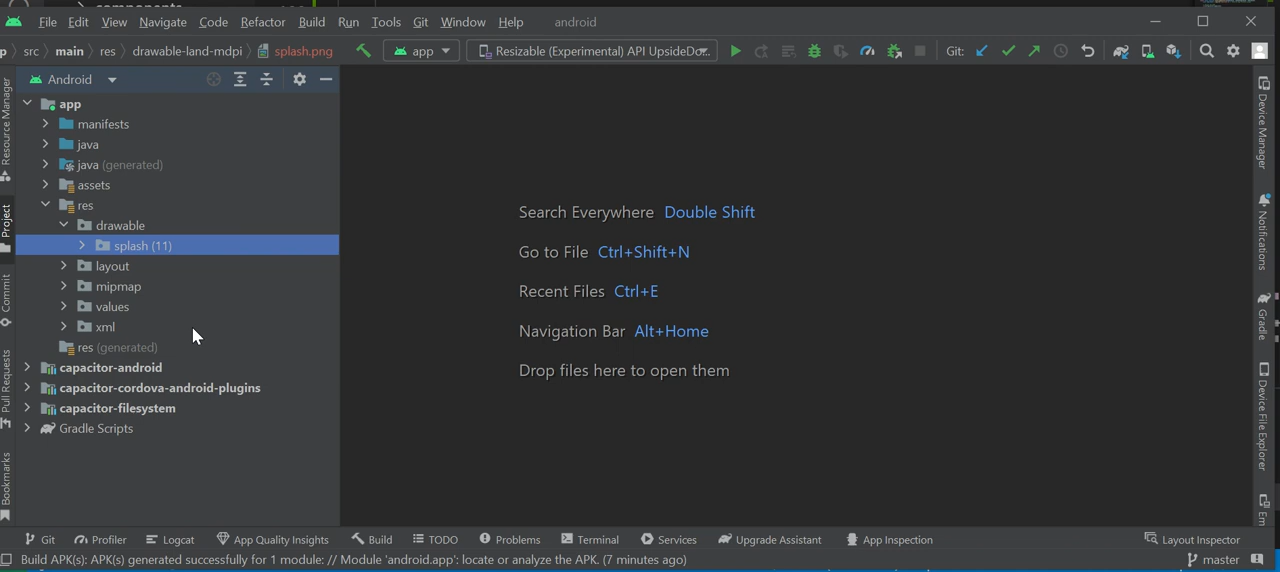 components
File Edit View Navigate Code Refactor Build Run Tools Git Window Help android
p src main res drawable-land-mdpi splash.png app Resizable (Experimental) API UpsideDo... Git:
Android
app
manifests
java
java (generated)
assets
res
drawable
splash (11)
layout
mipmap
values
xml
res (generated)
capacitor-android
capacitor-cordova-android-plugins
capacitor-filesystem
Gradle Scripts
Resource Manager
Project
Commit
Pull Requests
Bookmarks
Search Everywhere Double Shift
Go to File Ctrl+Shift+N
Recent Files Ctrl+E
Navigation Bar Alt+Home
Drop files here to open them
Device Manager
Notifications
Gradle
Device File Explorer
Em
Git Profiler Logcat App Quality Insights Build TODO Problems Terminal Services Upgrade Assistant App Inspection Layout Inspector
Build APK(s): APK(s) generated successfully for 1 module: // Module 'android.app': locate or analyze the APK. (7 minutes ago) master